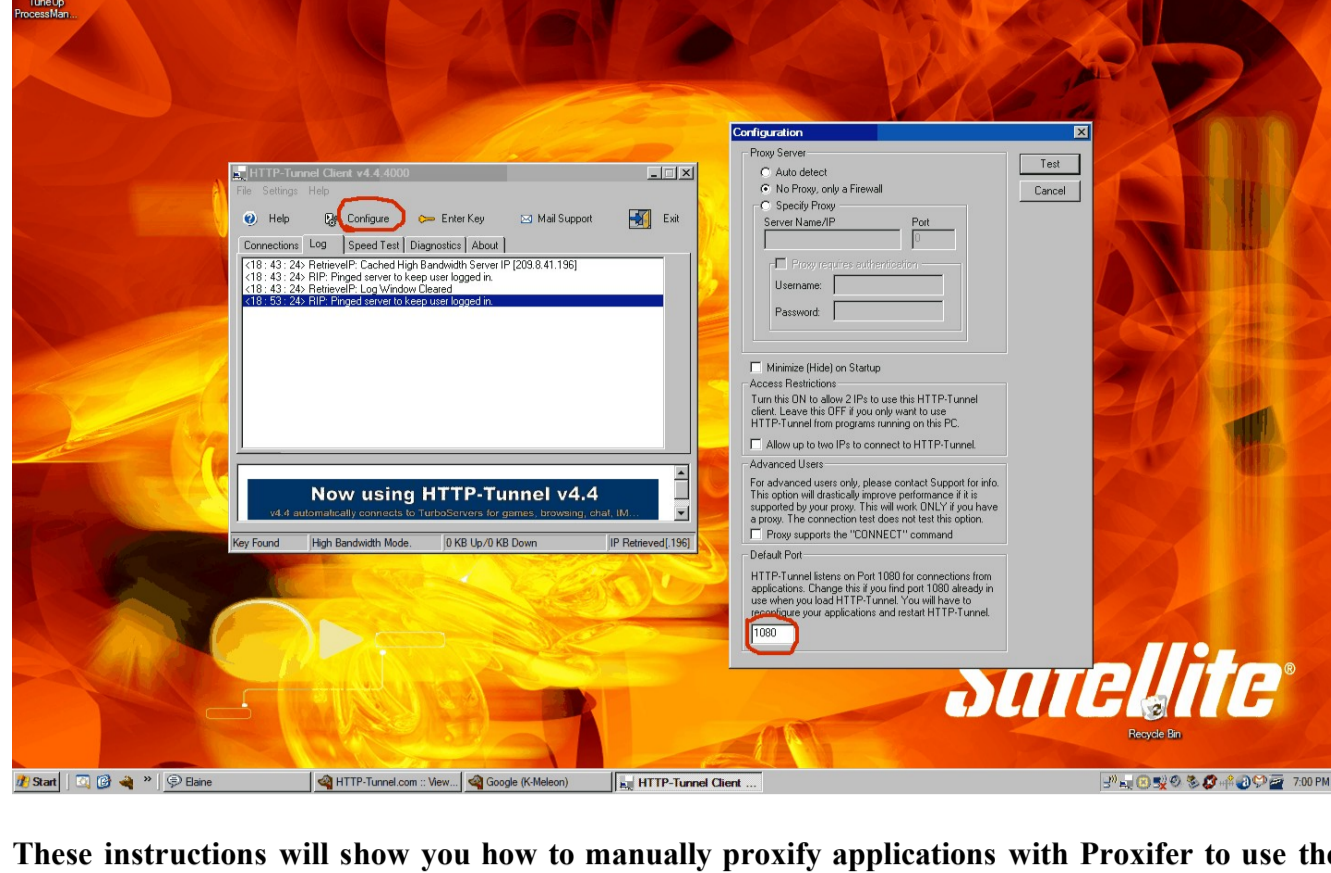 TuneUp
ProcessMan...
HTTP-Tunnel Client v4.4.4000
File Settings Help
Help Configure Enter Key Mail Support Exit
Connections Log Speed Test Diagnostics About
<18 : 43 : 24> RetrieveIP: Cached High Bandwidth Server IP [209.8.41.196]
<18 : 43 : 24> RIP: Pinged server to keep user logged in.
<18 : 43 : 24> RetrieveIP: Log Window Cleared
<18 : 53 : 24> RIP: Pinged server to keep user logged in.
Now using HTTP-Tunnel v4.4
v4.4 automatically connects to TurboServers for games, browsing, chat, IM...
Key Found High Bandwidth Mode. 0 KB Up/0 KB Down IP Retrieved[.196]
Configuration
Proxy Server
Auto detect
No Proxy, only a Firewall
Specify Proxy
Server Name/IP Port
0
Proxy requires authentication
Username:
Password:
Test
Cancel
Minimize (Hide) on Startup
Access Restrictions
Turn this ON to allow 2 IPs to use this HTTP-Tunnel
client. Leave this OFF if you only want to use
HTTP-Tunnel from programs running on this PC.
Allow up to two IPs to connect to HTTP-Tunnel.
Advanced Users
For advanced users only, please contact Support for info.
This option will drastically improve performance if it is
supported by your proxy. This will work ONLY if you have
a proxy. The connection test does not test this option.
Proxy supports the "CONNECT" command
Default Port
HTTP-Tunnel listens on Port 1080 for connections from
applications. Change this if you find port 1080 already in
use when you load HTTP-Tunnel. You will have to
reconfigure your applications and restart HTTP-Tunnel.
1080
Satellite®
Recycle Bin
Start » Elaine HTTP-Tunnel.com :: View... Google (K-Meleon) HTTP-Tunnel Client ... 7:00 PM
These instructions will show you how to manually proxify applications with Proxifer to use the